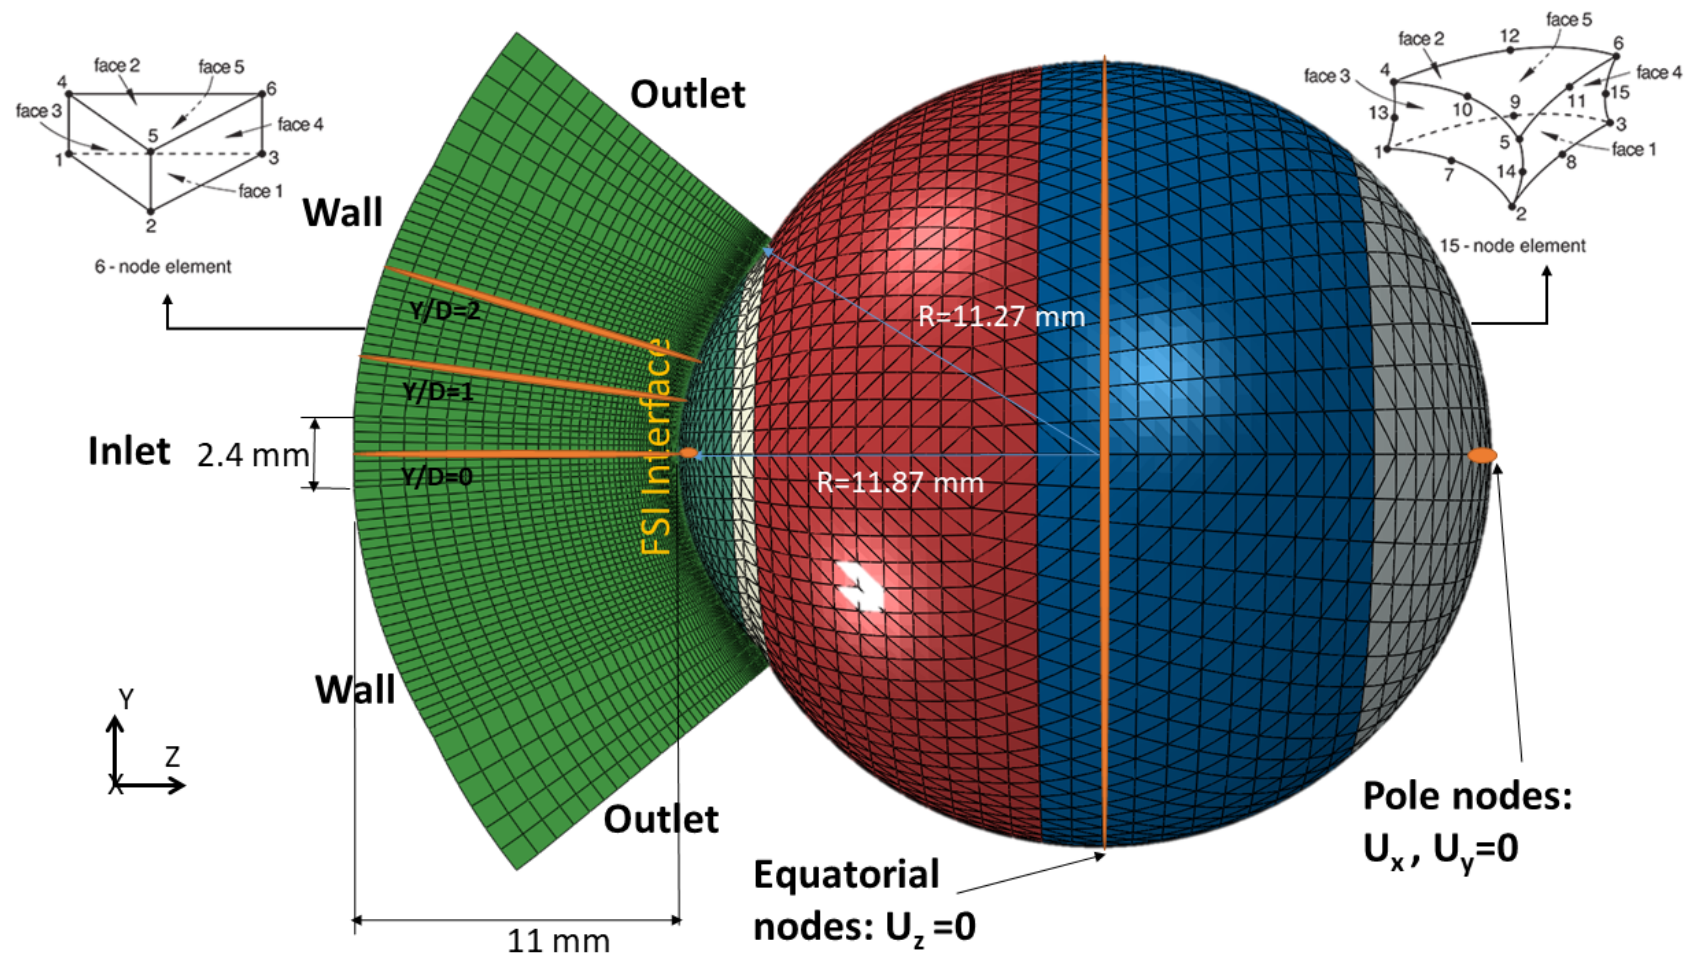 face 2
face 5
4
6
face 3
5
face 4
1
3
face 1
2
6 - node element
Outlet
Wall
Y/D=2
Y/D=1
Inlet
2.4 mm
Y/D=0
FSI Interface
R=11.27 mm
R=11.87 mm
Wall
Outlet
11 mm
Y
Z
X
face 5
12
face 2
6
face 3
4
face 4
10
9
11
15
13
5
3
1
face 1
7
14
8
2
15 - node element
Pole nodes:
Ux , Uy=0
Equatorial
nodes: Uz =0